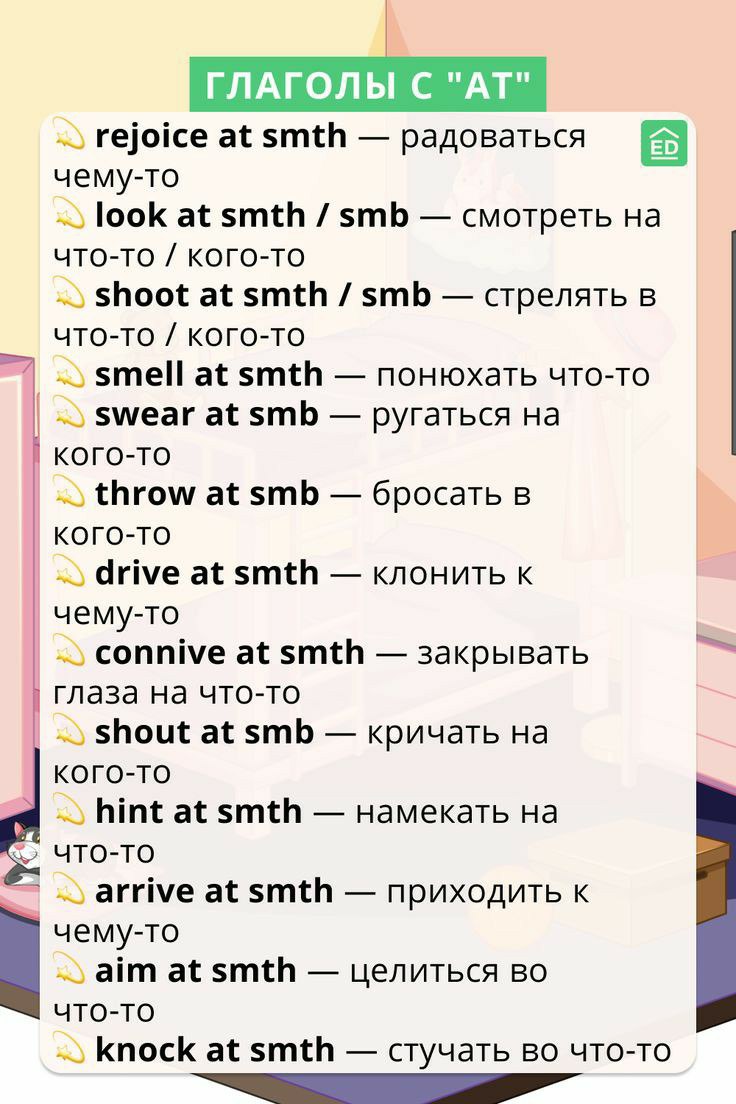 ГЛАГОЛЫ С "AT"
ED
💫 rejoice at smth — радоваться
чему-то
💫 look at smth / smb — смотреть на
что-то / кого-то
💫 shoot at smth / smb — стрелять в
что-то / кого-то
💫 smell at smth — понюхать что-то
💫 swear at smb — ругаться на
кого-то
💫 throw at smb — бросать в
кого-то
💫 drive at smth — клонить к
чему-то
💫 connive at smth — закрывать
глаза на что-то
💫 shout at smb — кричать на
кого-то
💫 hint at smth — намекать на
что-то
💫 arrive at smth — приходить к
чему-то
💫 aim at smth — целиться во
что-то
💫 knock at smth — стучать во что-то